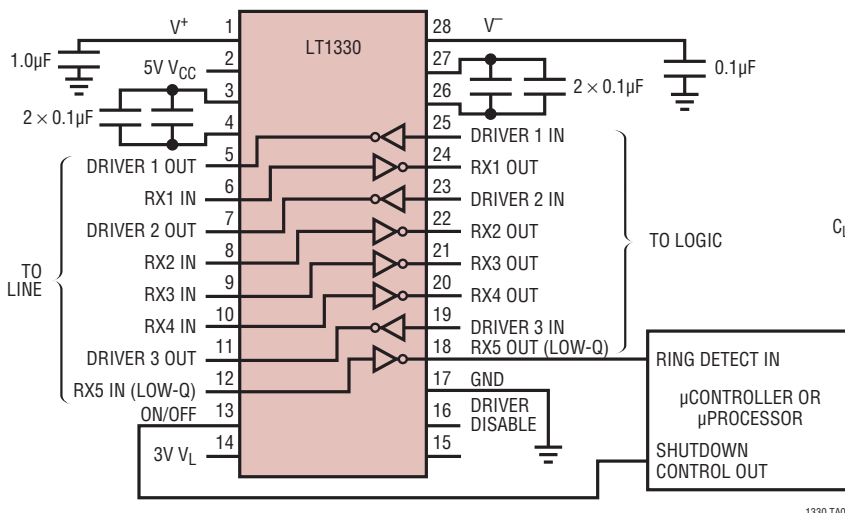 LT1330
V+
1
28
V–
1.0µF
5V VCC
2
27
0.1µF
3
26
2 × 0.1µF
2 × 0.1µF
4
25
DRIVER 1 IN
DRIVER 1 OUT
5
24
RX1 OUT
RX1 IN
6
23
DRIVER 2 IN
DRIVER 2 OUT
7
22
RX2 OUT
RX2 IN
8
21
RX3 OUT
RX3 IN
9
20
RX4 OUT
RX4 IN
10
19
DRIVER 3 IN
DRIVER 3 OUT
11
18
RX5 OUT (LOW-Q)
RX5 IN (LOW-Q)
12
17
GND
ON/OFF
13
16
DRIVER
DISABLE
3V VL
14
15
TO
LINE
TO LOGIC
CL
RING DETECT IN
µCONTROLLER OR
µPROCESSOR
SHUTDOWN
CONTROL OUT
1330 TA0